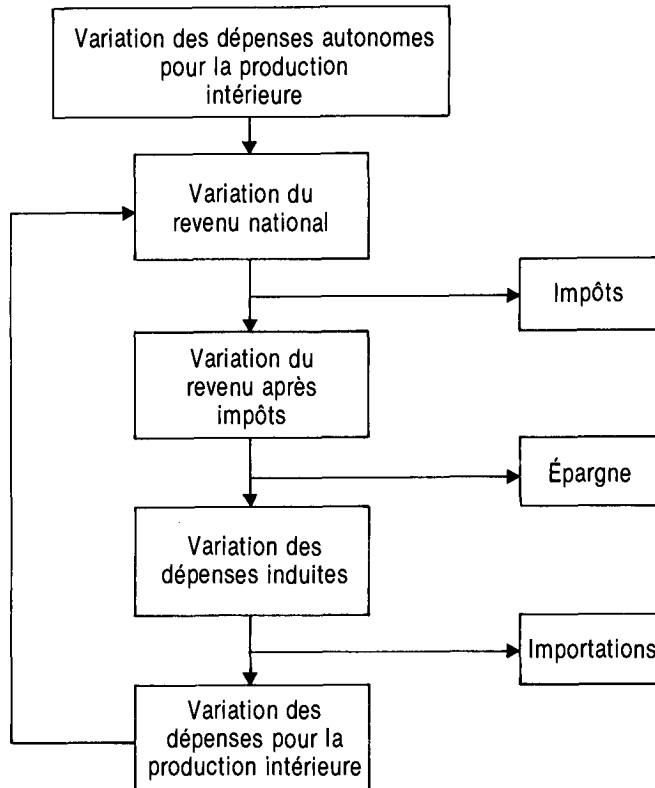 Variation des dépenses autonomes
pour la production
intérieure
Variation du
revenu national
Impôts
Variation du
revenu après
impôts
Épargne
Variation des
dépenses induites
Importations
Variation des
dépenses pour la
production intérieure